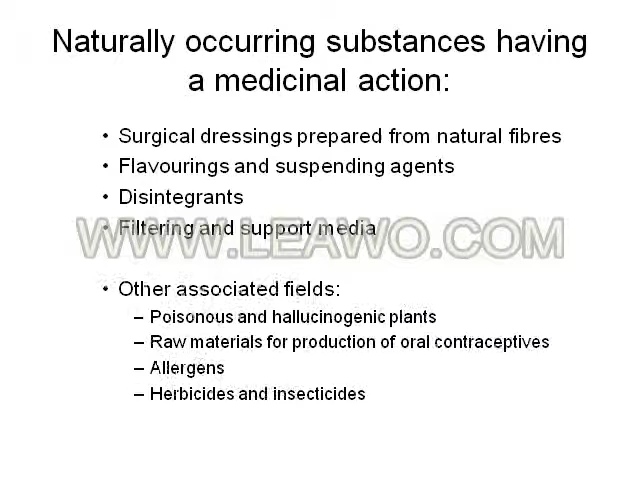 Naturally occurring substances having
a medicinal action:
• Surgical dressings prepared from natural fibres
• Flavourings and suspending agents
• Disintegrants
• Filtering and support media
WWW.LEAWO.COM
• Other associated fields:
– Poisonous and hallucinogenic plants
– Raw materials for production of oral contraceptives
– Allergens
– Herbicides and insecticides